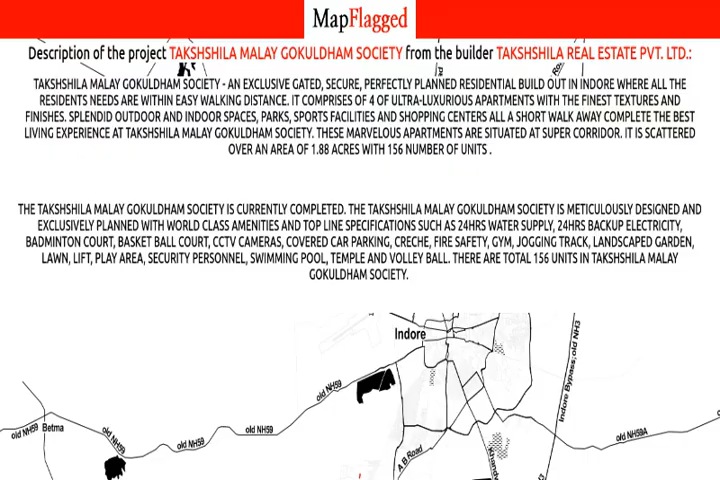 MapFlagged
Description of the project TAKSHSHILA MALAY GOKULDHAM SOCIETY from the builder TAKSHSHILA REAL ESTATE PVT. LTD.:
TAKSHSHILA MALAY GOKULDHAM SOCIETY - AN EXCLUSIVE GATED, SECURE, PERFECTLY PLANNED RESIDENTIAL BUILD OUT IN INDORE WHERE ALL THE
RESIDENTS NEEDS ARE WITHIN EASY WALKING DISTANCE. IT COMPRISES OF 4 OF ULTRA-LUXURIOUS APARTMENTS WITH THE FINEST TEXTURES AND
FINISHES. SPLENDID OUTDOOR AND INDOOR SPACES, PARKS, SPORTS FACILITIES AND SHOPPING CENTERS ALL A SHORT WALK AWAY COMPLETE THE BEST
LIVING EXPERIENCE AT TAKSHSHILA MALAY GOKULDHAM SOCIETY. THESE MARVELOUS APARTMENTS ARE SITUATED AT SUPER CORRIDOR. IT IS SCATTERED
OVER AN AREA OF 1.88 ACRES WITH 156 NUMBER OF UNITS .
THE TAKSHSHILA MALAY GOKULDHAM SOCIETY IS CURRENTLY COMPLETED. THE TAKSHSHILA MALAY GOKULDHAM SOCIETY IS METICULOUSLY DESIGNED AND
EXCLUSIVELY PLANNED WITH WORLD CLASS AMENITIES AND TOP LINE SPECIFICATIONS SUCH AS 24HRS WATER SUPPLY, 24HRS BACKUP ELECTRICITY,
BADMINTON COURT, BASKET BALL COURT, CCTV CAMERAS, COVERED CAR PARKING, CRECHE, FIRE SAFETY, GYM, JOGGING TRACK, LANDSCAPED GARDEN,
LAWN, LIFT, PLAY AREA, SECURITY PERSONNEL, SWIMMING POOL, TEMPLE AND VOLLEY BALL. THERE ARE TOTAL 156 UNITS IN TAKSHSHILA MALAY
GOKULDHAM SOCIETY.
Indore
Indore Bypass; old NH3
old NH59
old NH59 Betma
old NH59
old NH59
old NH59
old NH59A
A B Road